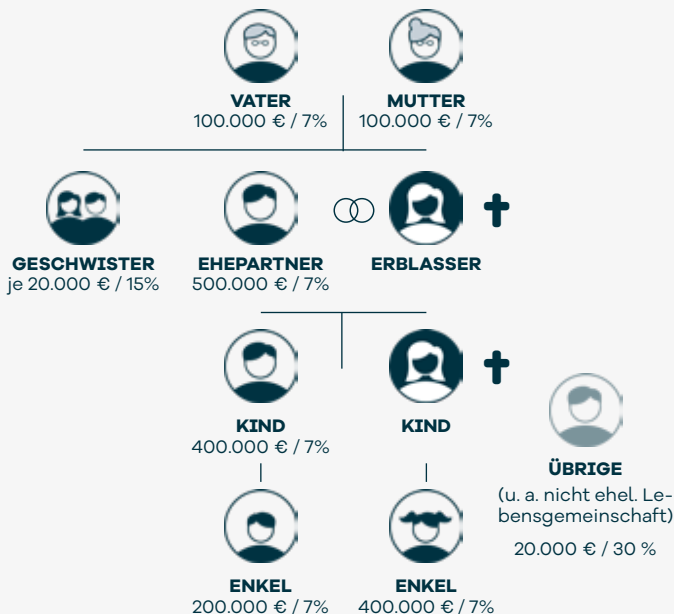 VATER
100.000 € / 7%
MUTTER
100.000 € / 7%
GESCHWISTER
je 20.000 € / 15%
EHEPARTNER
500.000 € / 7%
ERBLASSER
KIND
400.000 € / 7%
KIND
ÜBRIGE
(u. a. nicht ehel. Le-
bensgemeinschaft)
20.000 € / 30 %
ENKEL
200.000 € / 7%
ENKEL
400.000 € / 7%